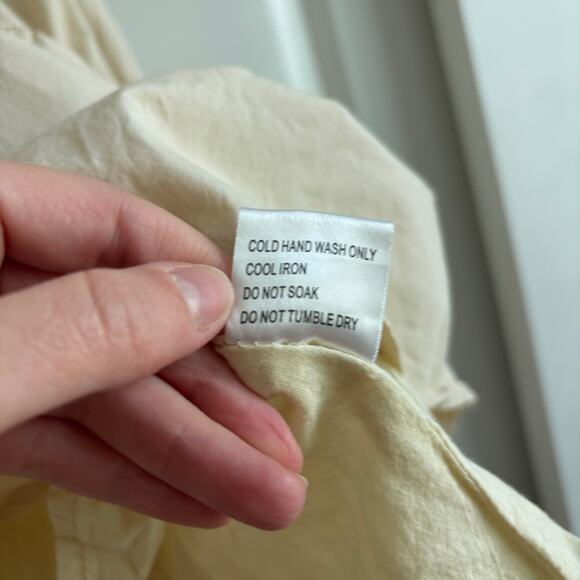 COLD HAND WASH ONLY
COOL IRON
DO NOT SOAK
DO NOT TUMBLE DRY